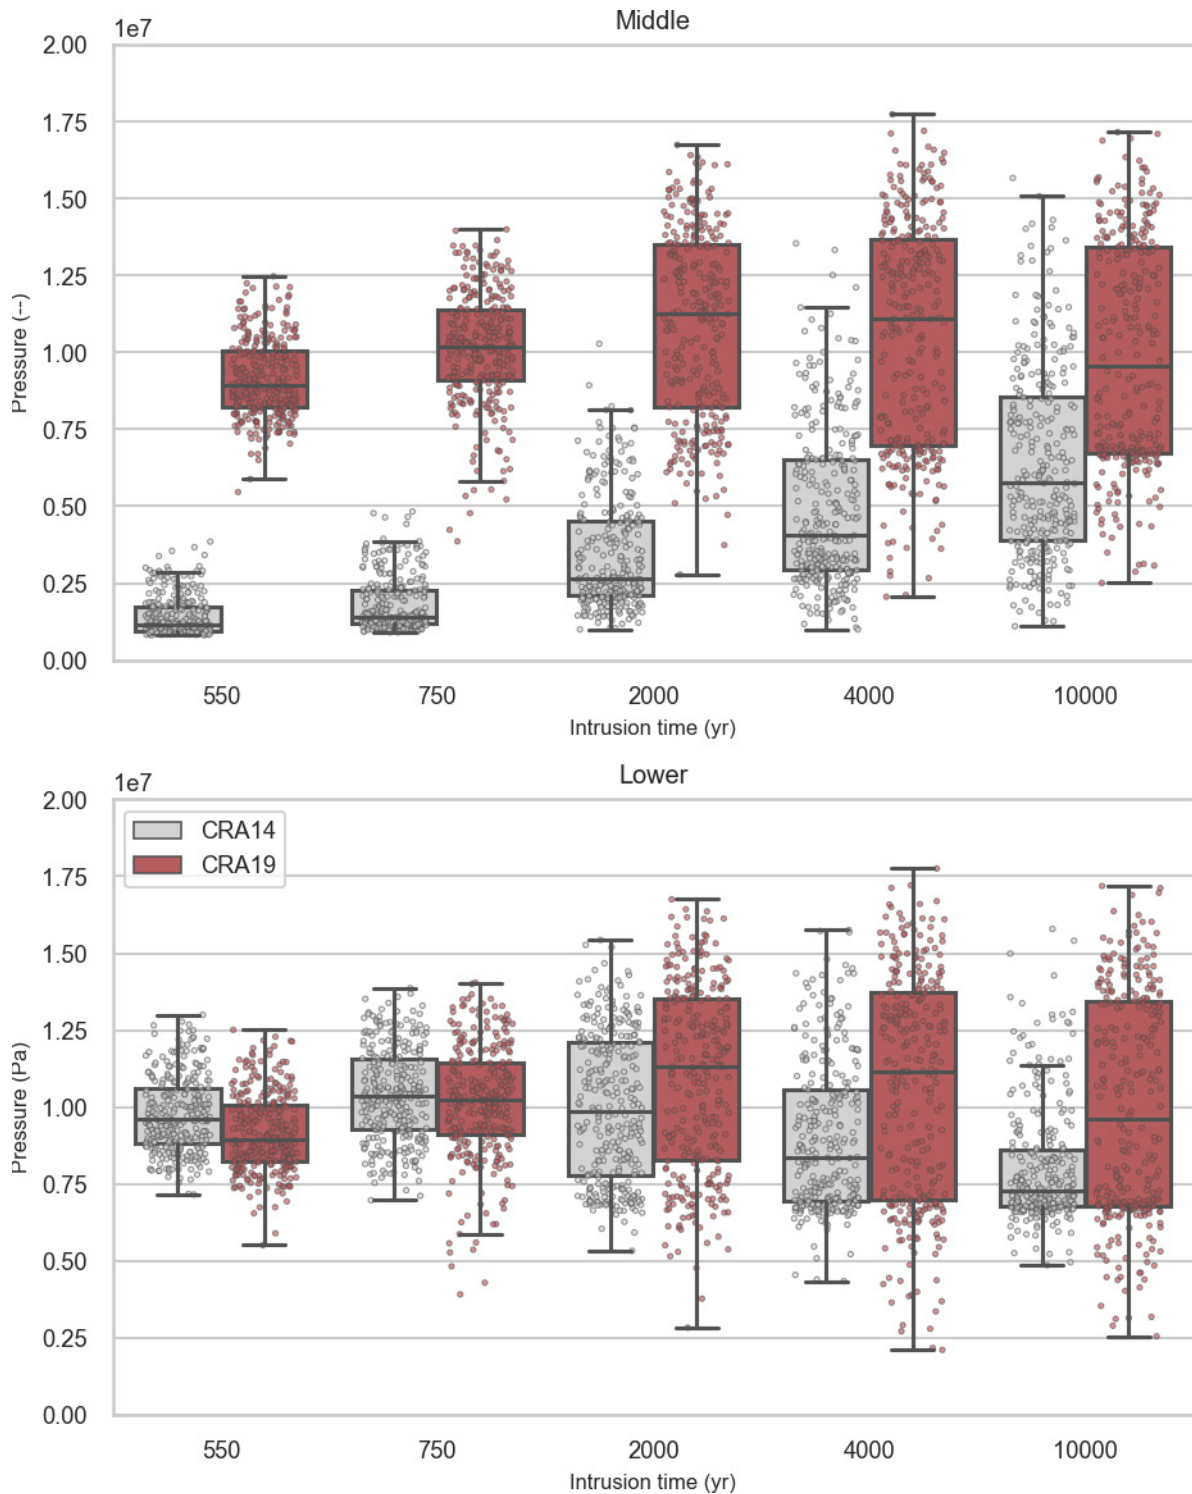 Middle
1e7
2.00
1.75
1.50
1.25
1.00
0.75
0.50
0.25
0.00
Pressure (--)
550 750 2000 4000 10000
Intrusion time (yr)
Lower
1e7
2.00
1.75
1.50
1.25
1.00
0.75
0.50
0.25
0.00
Pressure (Pa)
CRA14
CRA19
550 750 2000 4000 10000
Intrusion time (yr)